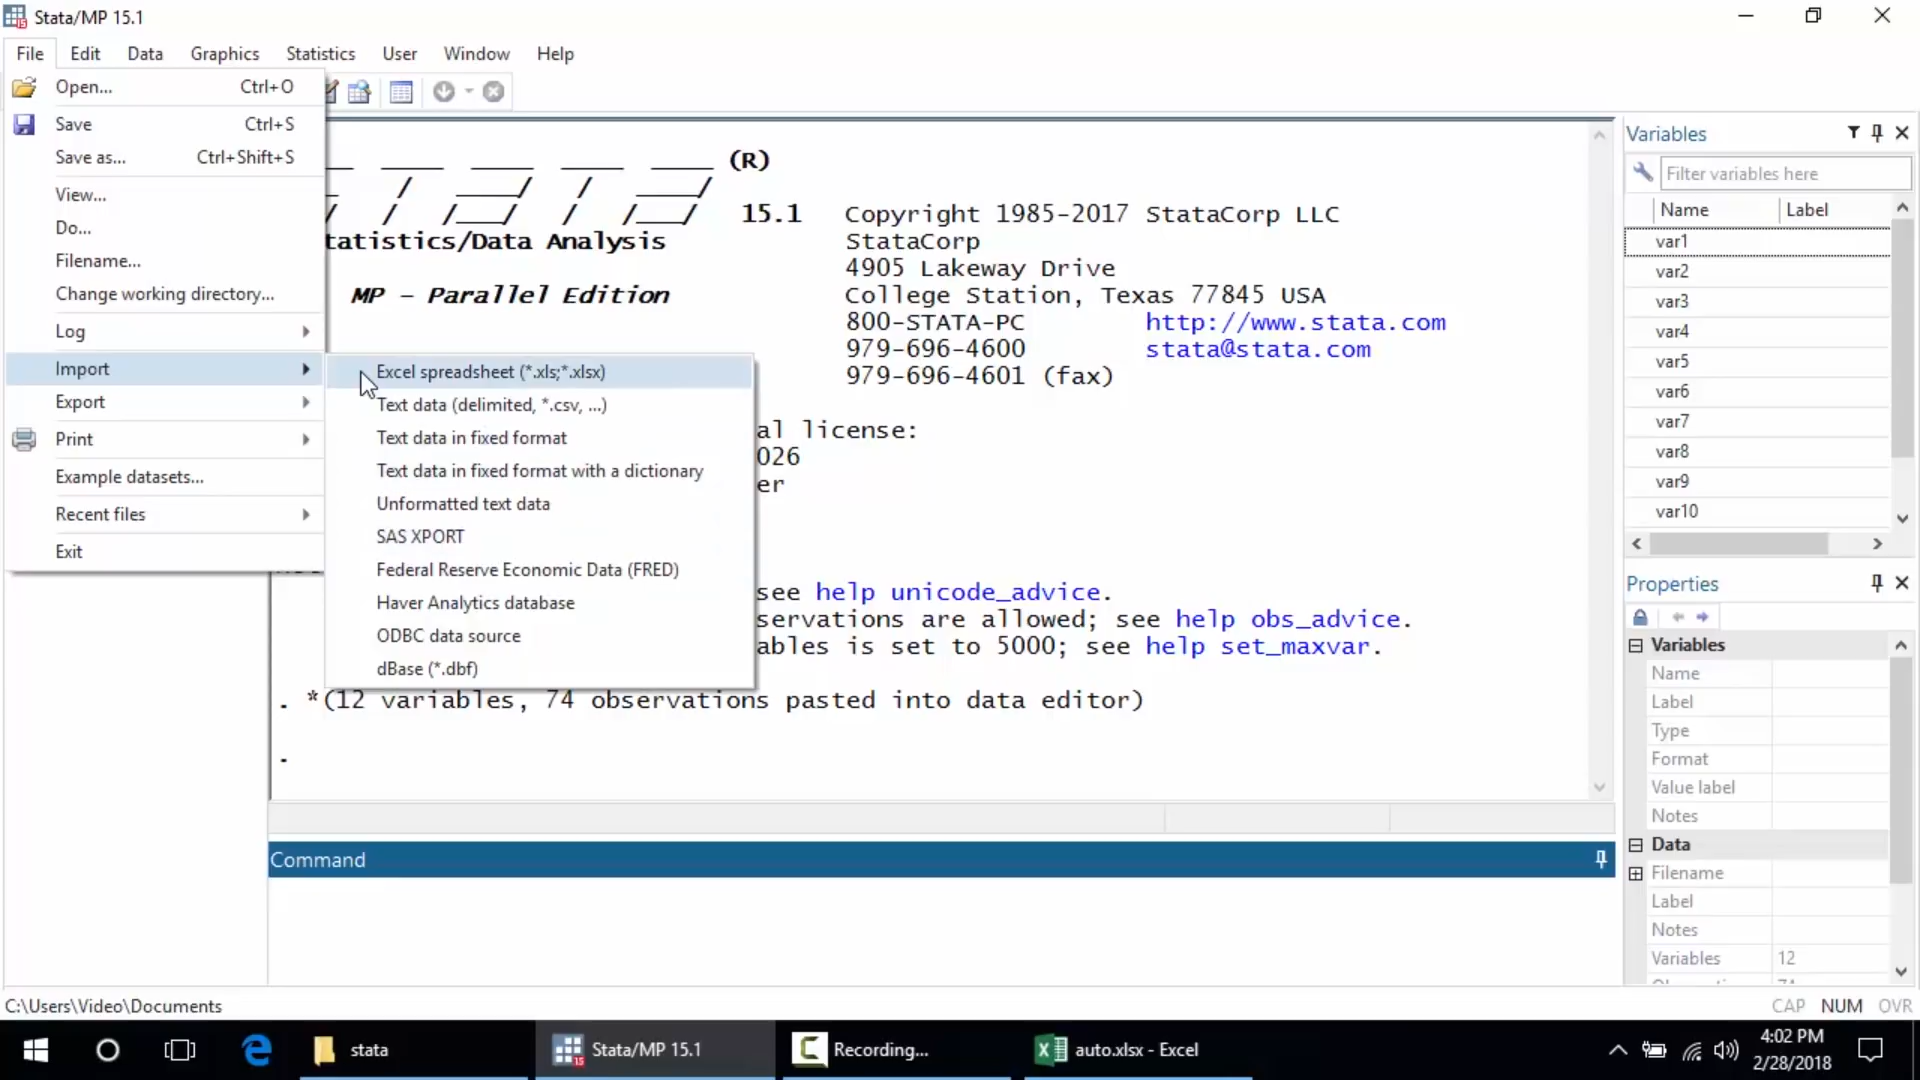 Stata/MP 15.1
File Edit Data Graphics Statistics User Window Help
Open... Ctrl+O
Save Ctrl+S
Save as... Ctrl+Shift+S
View...
Do...
Filename...
Change working directory...
Log
Import
Export
Print
Example datasets...
Recent files
Exit
Excel spreadsheet (*.xls;*.xlsx)
Text data (delimited, *.csv, ...)
Text data in fixed format
Text data in fixed format with a dictionary
Unformatted text data
SAS XPORT
Federal Reserve Economic Data (FRED)
Haver Analytics database
ODBC data source
dBase (*.dbf)
(R)
15.1 Copyright 1985-2017 StataCorp LLC
tatistics/Data Analysis StataCorp
4905 Lakeway Drive
MP - Parallel Edition College Station, Texas 77845 USA
800-STATA-PC http://www.stata.com
979-696-4600 stata@stata.com
979-696-4601 (fax)
al license:
026
er
see help unicode_advice.
servations are allowed; see help obs_advice.
ables is set to 5000; see help set_maxvar.
. *(12 variables, 74 observations pasted into data editor)
.
Command
Variables
Filter variables here
Name Label
var1
var2
var3
var4
var5
var6
var7
var8
var9
var10
Properties
Variables
Name
Label
Type
Format
Value label
Notes
Data
Filename
Label
Notes
Variables 12
C:\Users\Video\Documents
CAP NUM OVR
stata
Stata/MP 15.1
Recording...
auto.xlsx - Excel
4:02 PM
2/28/2018